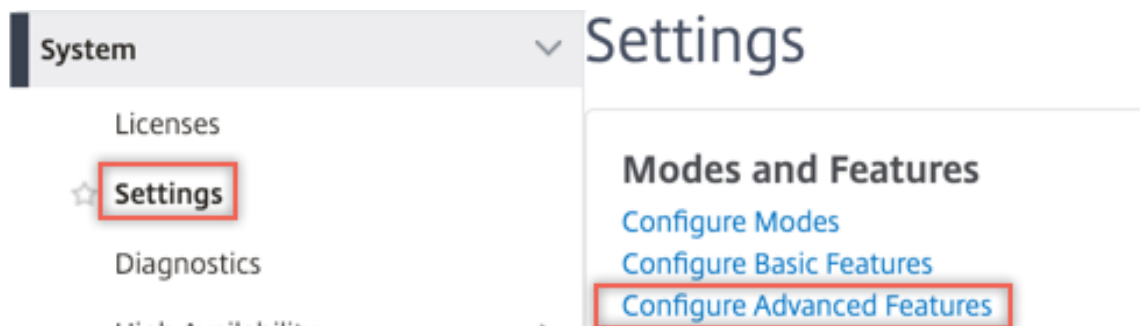 System
Licenses
Settings
Diagnostics
Settings
Modes and Features
Configure Modes
Configure Basic Features
Configure Advanced Features